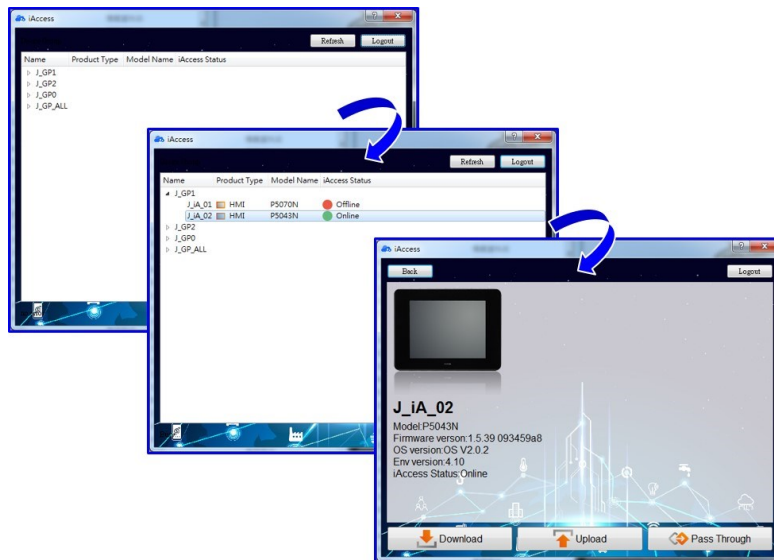 iAccess
Refresh Logout
Name Product Type Model Name iAccess Status
J_GP1
J_GP2
J_GP0
J_GP_ALL
iAccess
Refresh Logout
Name Product Type Model Name iAccess Status
J_GP1
J_iA_01 HMI P5070N Offline
J_iA_02 HMI P5043N Online
J_GP2
J_GP0
J_GP_ALL
iAccess
Back Logout
J_iA_02
Model:P5043N
Firmware verson:1.5.39 093459a8
OS version:OS V2.0.2
Env version:4.10
iAccess Status:Online
Download Upload Pass Through